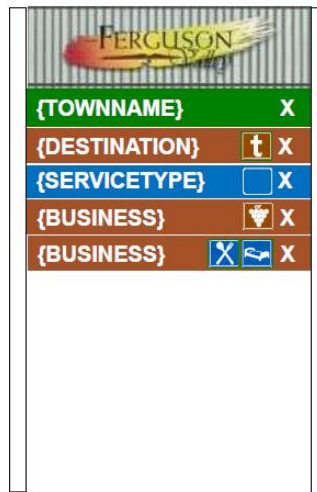 FERGUSON
Valley
{TOWNNAME} X
{DESTINATION} t X
{SERVICETYPE} X
{BUSINESS} X
{BUSINESS} X